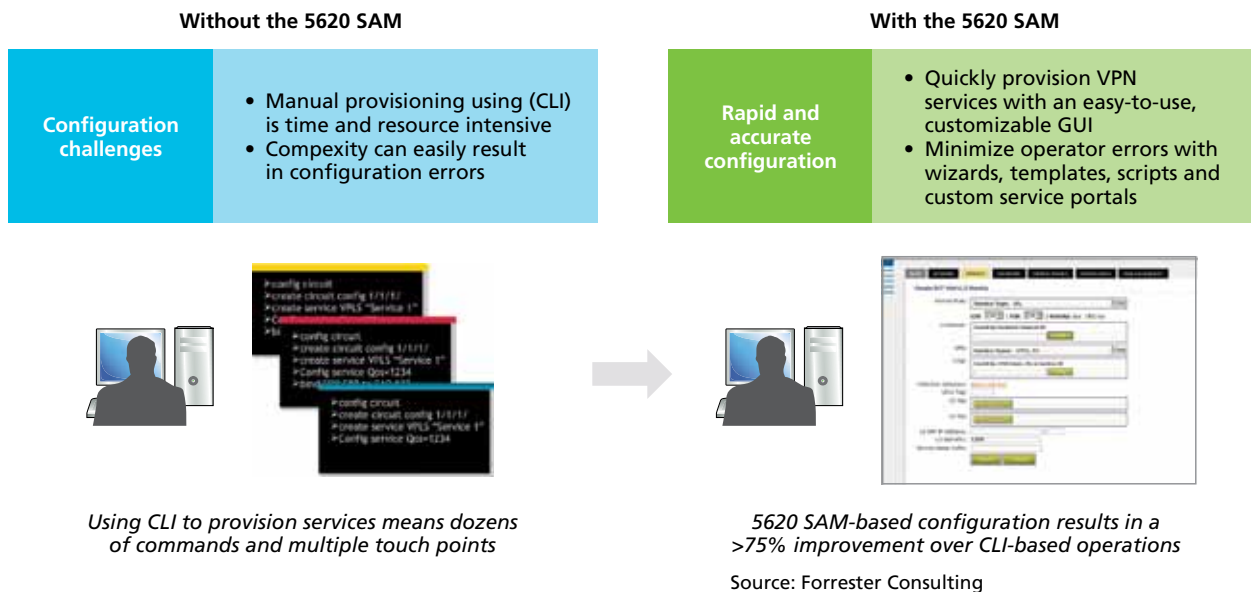 Without the 5620 SAM
Configuration
challenges
• Manual provisioning using (CLI)
is time and resource intensive
• Compexity can easily result
in configuration errors
➢config circuit
➢create circuit config 1/1/1/
➢create service VPLS "Service 1"
➢config circuit
➢create circuit config 1/1/1/
➢create service VPLS "Service 1"
➢Config service Qos=1234
➢config circuit
➢create circuit config 1/1/1/
➢create service VPLS "Service 1"
➢Config service Qos=1234
Using CLI to provision services means dozens
of commands and multiple touch points
With the 5620 SAM
Rapid and
accurate
configuration
• Quickly provision VPN
services with an easy-to-use,
customizable GUI
• Minimize operator errors with
wizards, templates, scripts and
custom service portals
5620 SAM-based configuration results in a
>75% improvement over CLI-based operations
Source: Forrester Consulting